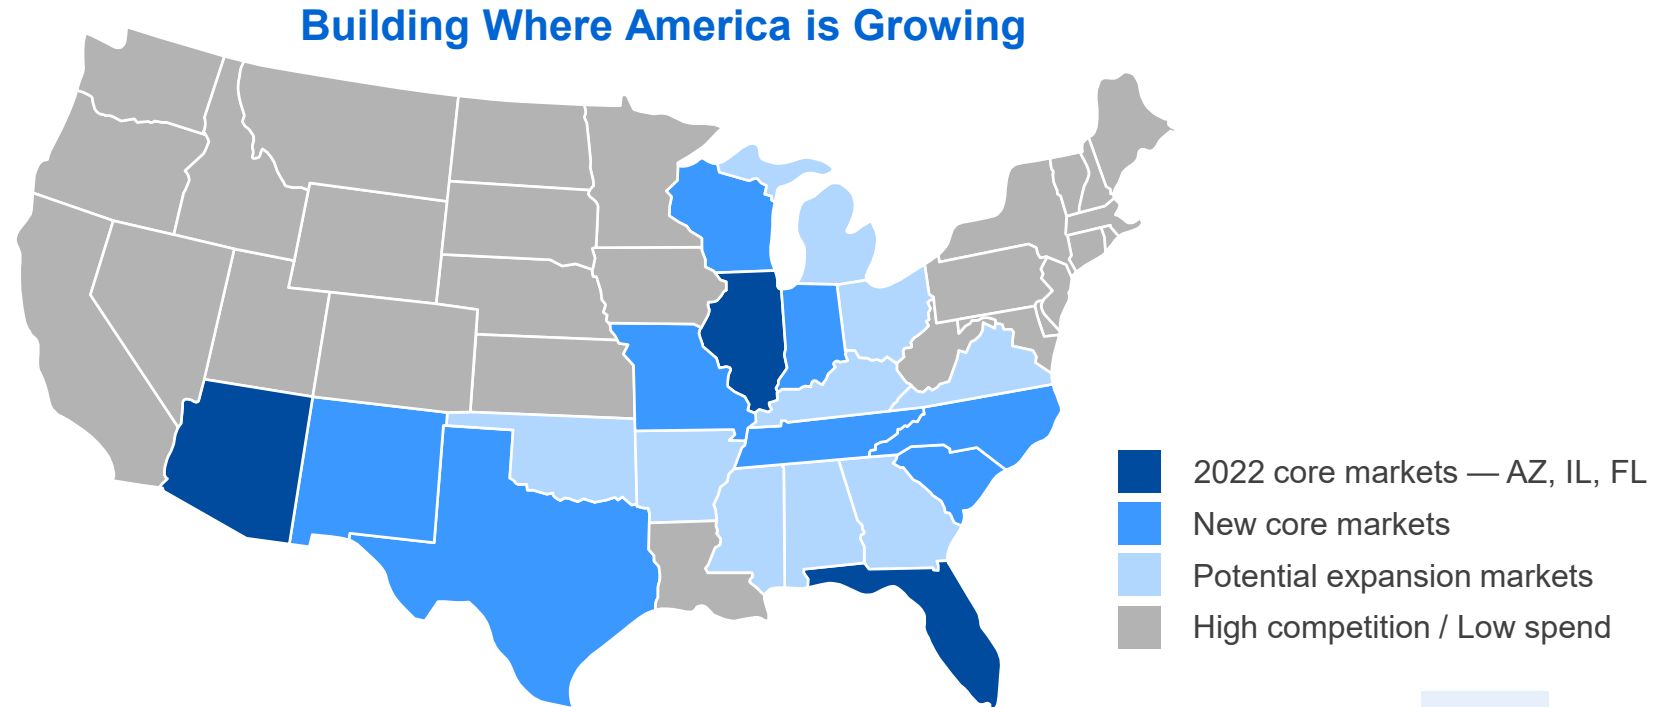 Building Where America is Growing
2022 core markets — AZ, IL, FL
New core markets
Potential expansion markets
High competition / Low spend